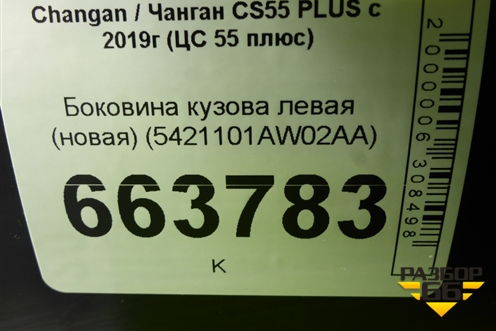 Changan / Чанган CS55 PLUS с
2019г (ЦС 55 плюс)
Боковина кузова левая
(новая) (5421101AW02AA)
663783
К
2000006308498
РАЗБОР
66